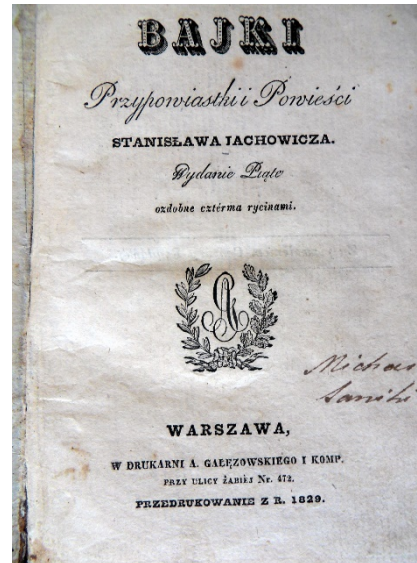 BAJKI
Przypowiastki i Powieści
STANISŁAWA JACHOWICZA.
Wydanie Piąte
ozdobne cztérma rycinami.
WARSZAWA,
W DRUKARNI A. GAŁĘZOWSKIEGO I KOMP.
PRZY ULICY ŻABIEJ Nr. 472.
PRZEDRUKOWANIE Z R. 1829.